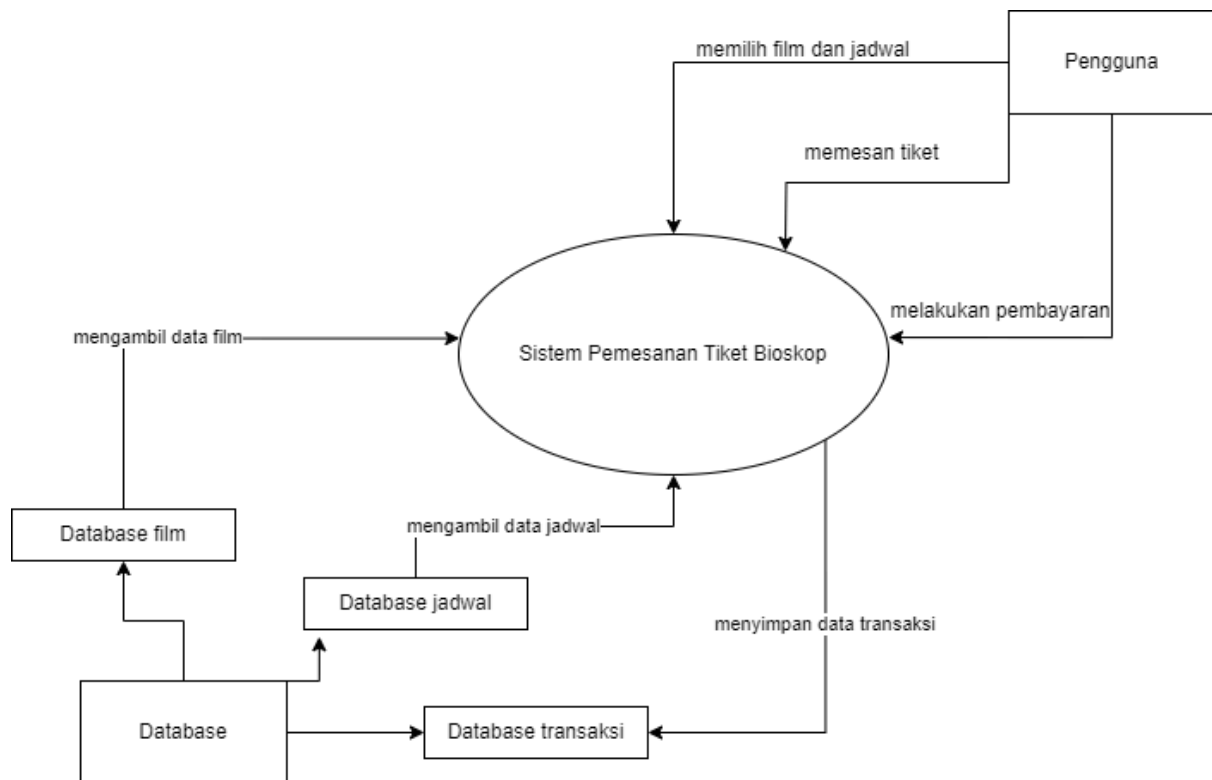 memilih film dan jadwal
Pengguna
memesan tiket
melakukan pembayaran
mengambil data film
Sistem Pemesanan Tiket Bioskop
Database film
mengambil data jadwal
Database jadwal
menyimpan data transaksi
Database
Database transaksi